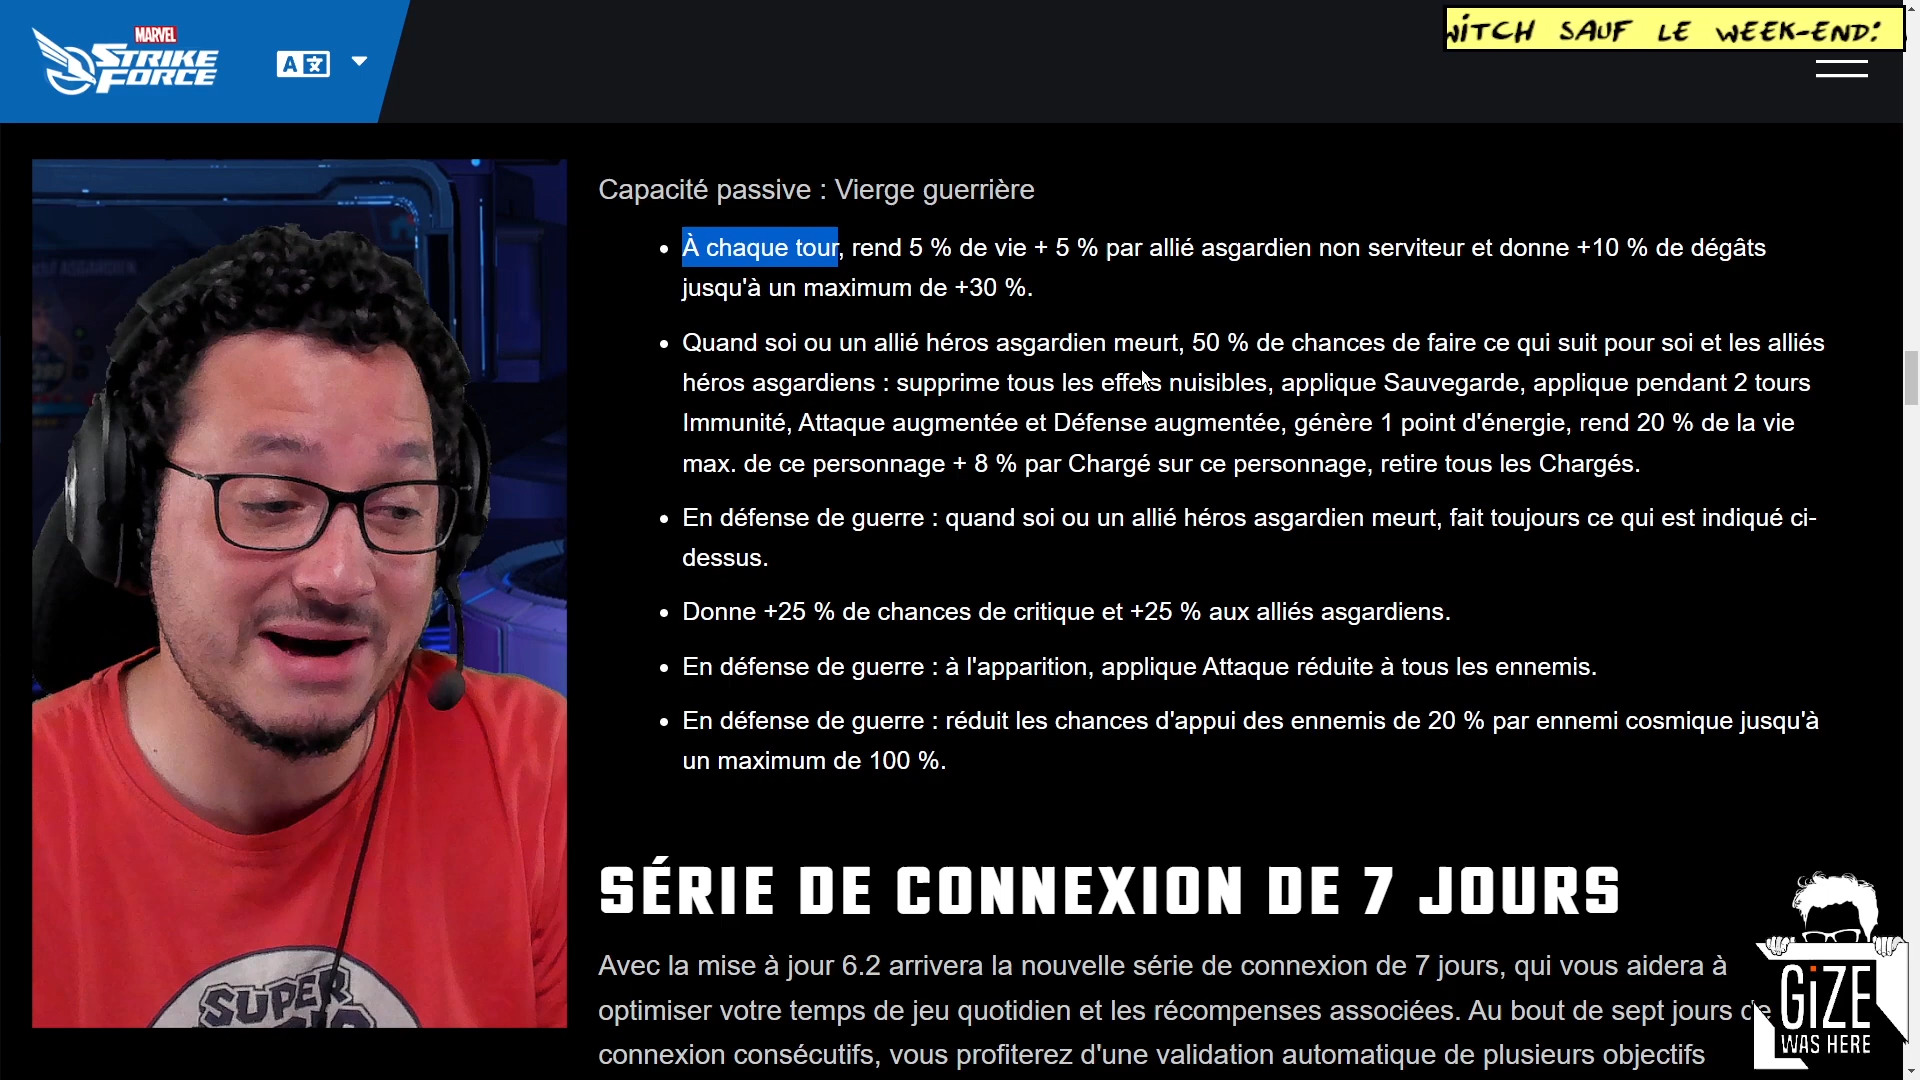 MARVEL
STRIKE
FORCE
WITCH SAUF LE WEEK-END!
Capacité passive : Vierge guerrière
• À chaque tour, rend 5 % de vie + 5 % par allié asgardien non serviteur et donne +10 % de dégâts
jusqu'à un maximum de +30 %.
• Quand soi ou un allié héros asgardien meurt, 50 % de chances de faire ce qui suit pour soi et les alliés
héros asgardiens : supprime tous les effets nuisibles, applique Sauvegarde, applique pendant 2 tours
Immunité, Attaque augmentée et Défense augmentée, génère 1 point d'énergie, rend 20 % de la vie
max. de ce personnage + 8 % par Chargé sur ce personnage, retire tous les Chargés.
• En défense de guerre : quand soi ou un allié héros asgardien meurt, fait toujours ce qui est indiqué ci-
dessus.
• Donne +25 % de chances de critique et +25 % aux alliés asgardiens.
• En défense de guerre : à l'apparition, applique Attaque réduite à tous les ennemis.
• En défense de guerre : réduit les chances d'appui des ennemis de 20 % par ennemi cosmique jusqu'à
un maximum de 100 %.
SÉRIE DE CONNEXION DE 7 JOURS
Avec la mise à jour 6.2 arrivera la nouvelle série de connexion de 7 jours, qui vous aidera à
optimiser votre temps de jeu quotidien et les récompenses associées. Au bout de sept jours de
connexion consécutifs, vous profiterez d'une validation automatique de plusieurs objectifs
SUPER
GiZE
WAS HERE